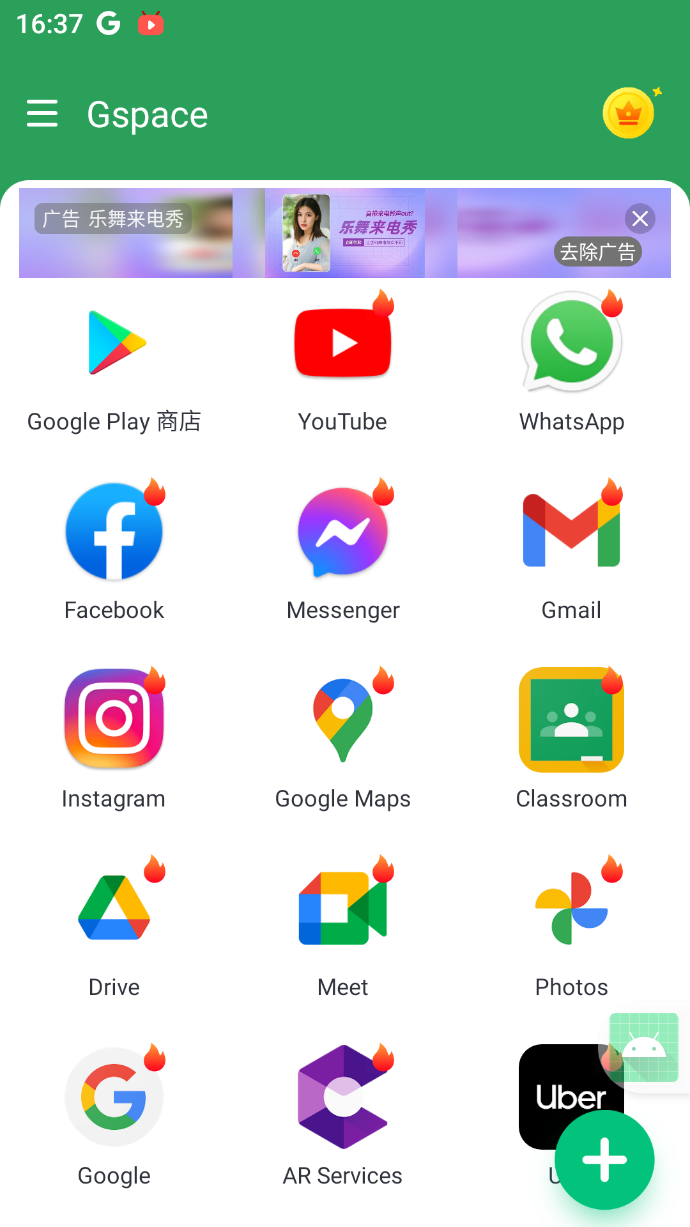 16:37
Gspace
广告 乐舞来电秀
乐舞来电秀
去除广告
Google Play 商店
YouTube
WhatsApp
Facebook
Messenger
Gmail
Instagram
Google Maps
Classroom
Drive
Meet
Photos
Uber
Google
AR Services